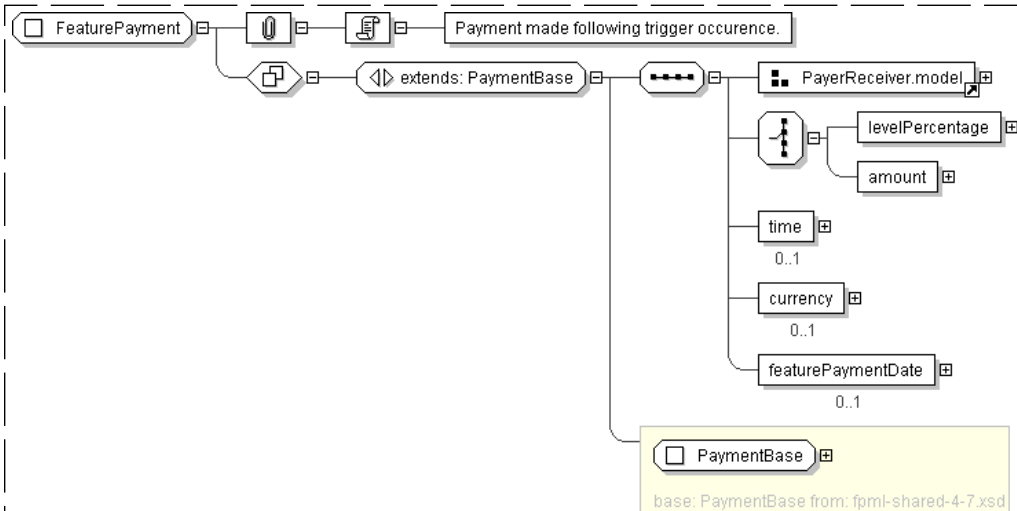 FeaturePayment
Payment made following trigger occurence.
extends: PaymentBase
PayerReceiver.model
levelPercentage
amount
time
0..1
currency
0..1
featurePaymentDate
0..1
PaymentBase
base: PaymentBase from: fpml-shared-4-7.xsd